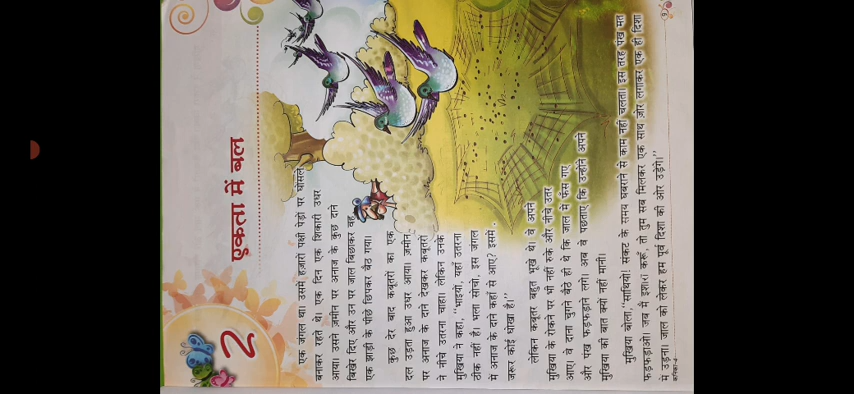 2
एकता में बल
एक जंगल था। उसमें हज़ारों पक्षी पेड़ों पर घोंसले
बनाकर रहते थे। एक दिन एक शिकारी उधर
आया। उसने ज़मीन पर अनाज के कुछ दाने
बिखेर दिए और उन पर जाल बिछाकर वह
एक झाड़ी के पीछे छिपकर बैठ गया।
कुछ देर बाद कबूतरों का एक
दल उड़ता हुआ उधर आया। ज़मीन
पर अनाज के दाने देखकर कबूतरों
ने नीचे उतरना चाहा। लेकिन उनके
मुखिया ने कहा, "भाइयो, यहाँ उतरना
ठीक नहीं है। भला सोचो, इस जंगल
में अनाज के दाने कहाँ से आए? इसमें
ज़रूर कोई धोखा है।"
लेकिन कबूतर बहुत भूखे थे। वे अपने
मुखिया के रोकने पर भी नहीं रुके और नीचे उतर
आए। वे दाना चुगने बैठे ही थे कि जाल में फँस गए
और पंख फड़फड़ाने लगे। अब वे पछताए कि उन्होंने अपने
मुखिया की बात क्यों नहीं मानी।
मुखिया बोला, "साथियो! संकट के समय घबराने से काम नहीं चलता। इस तरह पंख मत
फड़फड़ाओ। जब मैं इशारा करूँ, तो तुम सब मिलकर एक साथ ज़ोर लगाकर एक ही दिशा
में उड़ना। जाल को लेकर हम पूर्व दिशा की ओर उड़ेंगे।"